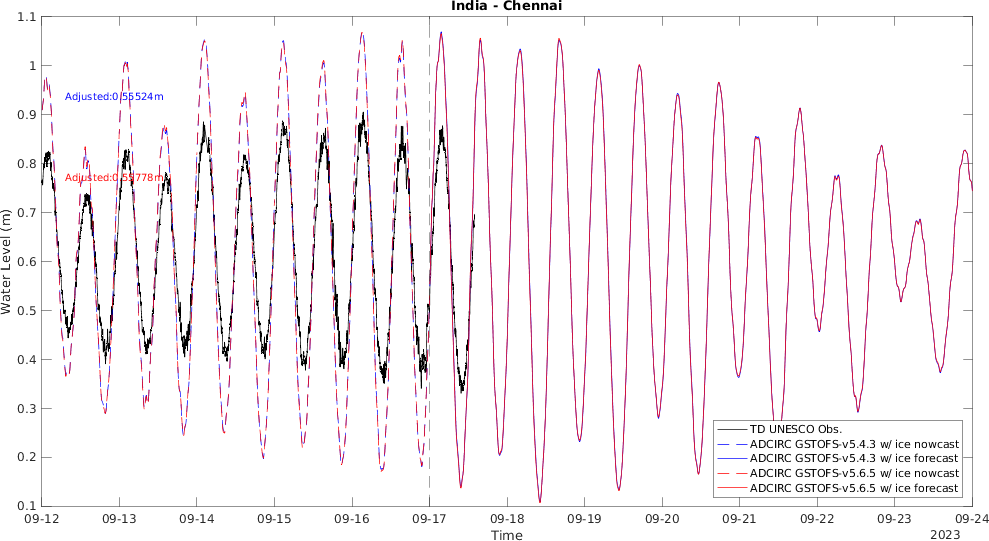 India - Chennai
1.1
1
0.9
0.8
0.7
0.6
0.5
0.4
0.3
0.2
0.1
Water Level (m)
Adjusted:0.55524m
Adjusted:0.55778m
TD UNESCO Obs.
ADCIRC GSTOFS-v5.4.3 w/ ice nowcast
ADCIRC GSTOFS-v5.4.3 w/ ice forecast
ADCIRC GSTOFS-v5.6.5 w/ ice nowcast
ADCIRC GSTOFS-v5.6.5 w/ ice forecast
09-12 09-13 09-14 09-15 09-16 09-17 09-18 09-19 09-20 09-21 09-22 09-23 09-24
Time
2023